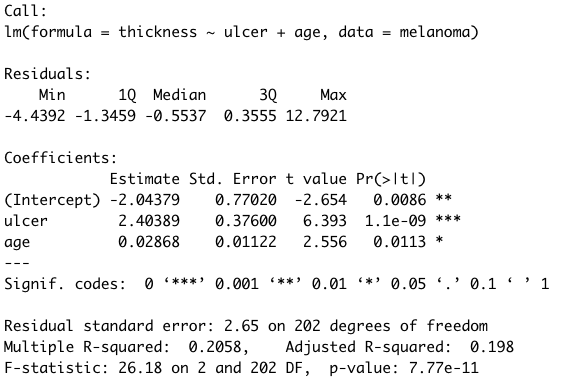 Call:
lm(formula = thickness ~ ulcer + age, data = melanoma)
Residuals:
    Min      1Q  Median      3Q     Max
-4.4392 -1.3459 -0.5537  0.3555 12.7921
Coefficients:
            Estimate Std. Error t value Pr(>|t|)
(Intercept) -2.04379    0.77020  -2.654   0.0086 **
ulcer        2.40389    0.37600   6.393  1.1e-09 ***
age          0.02868    0.01122   2.556   0.0113 *
---
Signif. codes:  0 ‘***’ 0.001 ‘**’ 0.01 ‘*’ 0.05 ‘.’ 0.1 ‘ ’ 1
Residual standard error: 2.65 on 202 degrees of freedom
Multiple R-squared:  0.2058,    Adjusted R-squared:  0.198
F-statistic: 26.18 on 2 and 202 DF,  p-value: 7.77e-11